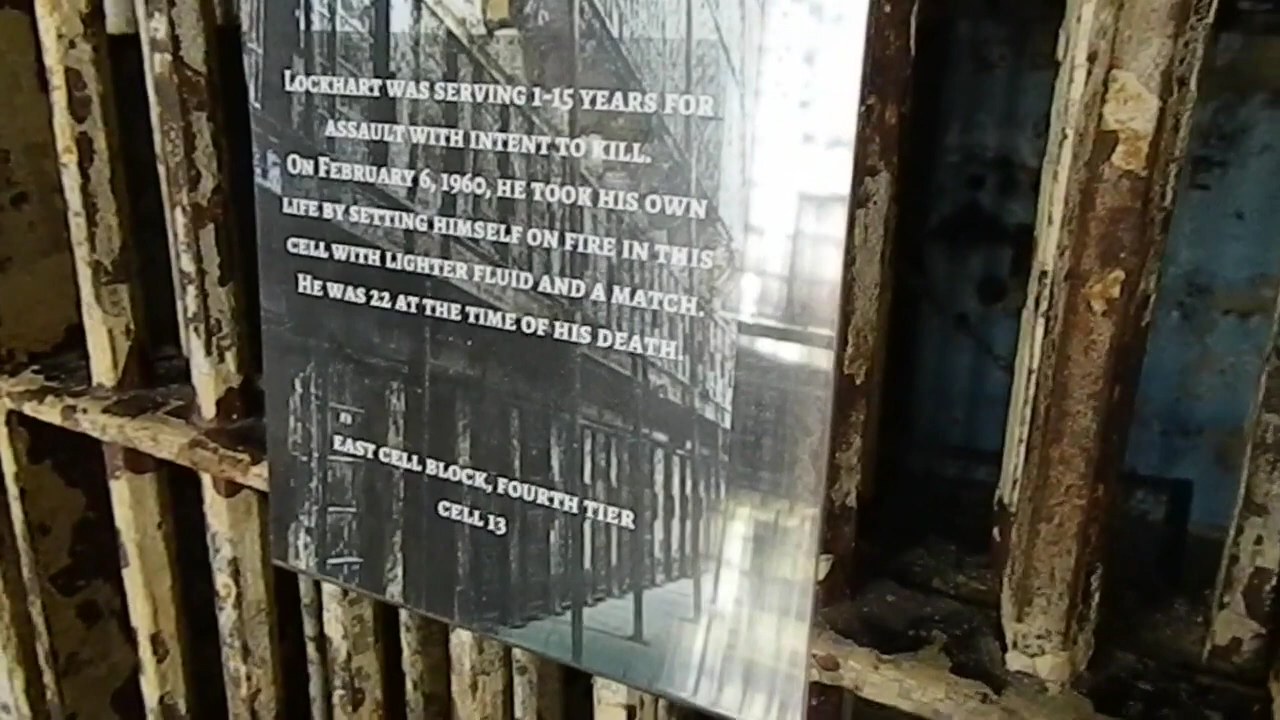 LOCKHART WAS SERVING 1-15 YEARS FOR
ASSAULT WITH INTENT TO KILL.
ON FEBRUARY 6, 1960, HE TOOK HIS OWN
LIFE BY SETTING HIMSELF ON FIRE IN THIS
CELL WITH LIGHTER FLUID AND A MATCH.
HE WAS 22 AT THE TIME OF HIS DEATH.
EAST CELL BLOCK, FOURTH TIER
CELL 13